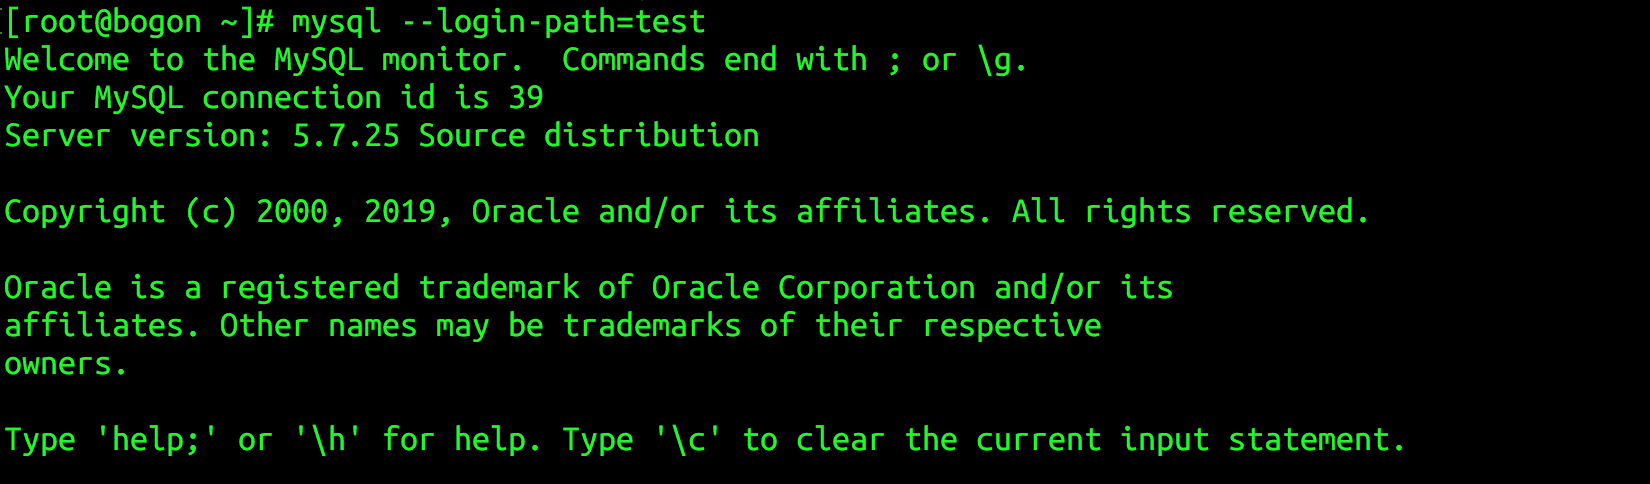 [root@bogon ~]# mysql --login-path=test
Welcome to the MySQL monitor.  Commands end with ; or \g.
Your MySQL connection id is 39
Server version: 5.7.25 Source distribution

Copyright (c) 2000, 2019, Oracle and/or its affiliates. All rights reserved.

Oracle is a registered trademark of Oracle Corporation and/or its
affiliates. Other names may be trademarks of their respective
owners.

Type 'help;' or '\h' for help. Type '\c' to clear the current input statement.